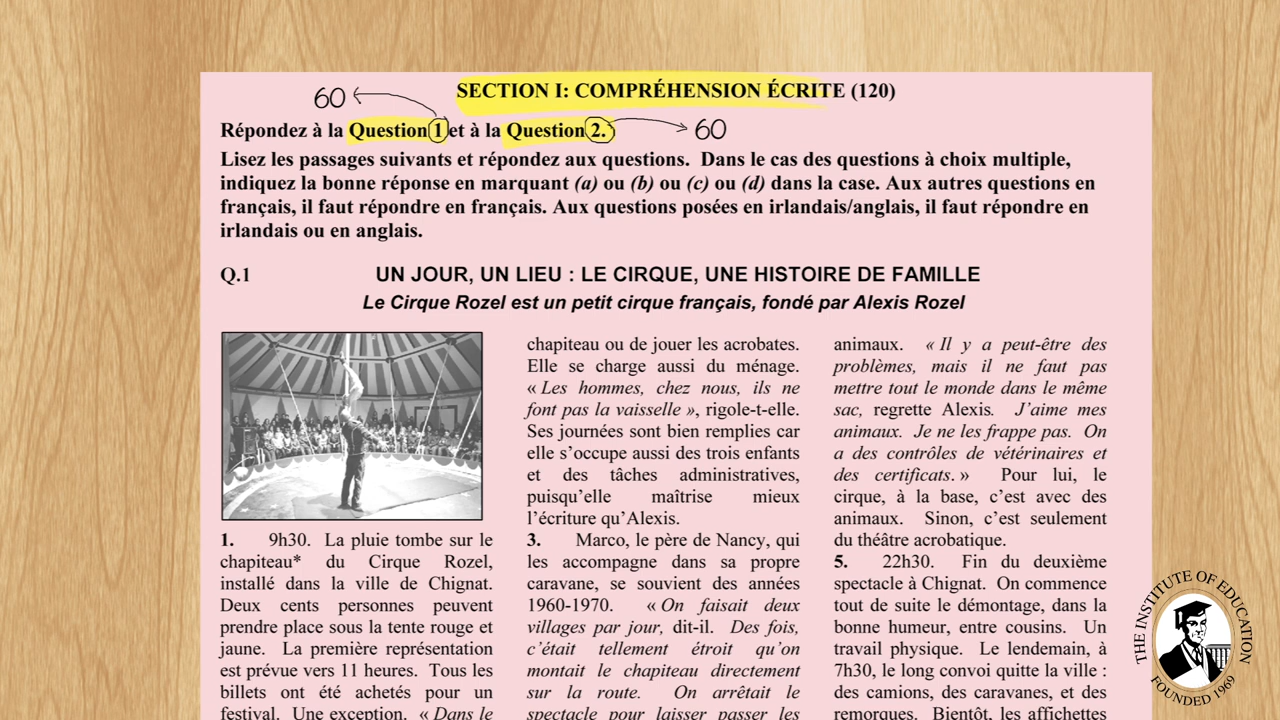 SECTION I: COMPRÉHENSION ÉCRITE (120)
60
Répondez à la Question 1 et à la Question 2.
60
Lisez les passages suivants et répondez aux questions. Dans le cas des questions à choix multiple,
indiquez la bonne réponse en marquant (a) ou (b) ou (c) ou (d) dans la case. Aux autres questions en
français, il faut répondre en français. Aux questions posées en irlandais/anglais, il faut répondre en
irlandais ou en anglais.
Q.1 UN JOUR, UN LIEU : LE CIRQUE, UNE HISTOIRE DE FAMILLE
Le Cirque Rozel est un petit cirque français, fondé par Alexis Rozel
1. 9h30. La pluie tombe sur le
chapiteau* du Cirque Rozel,
installé dans la ville de Chignat.
Deux cents personnes peuvent
prendre place sous la tente rouge et
jaune. La première représentation
est prévue vers 11 heures. Tous les
billets ont été achetés pour un
festival. Une exception. « Dans le
chapiteau ou de jouer les acrobates.
Elle se charge aussi du ménage.
« Les hommes, chez nous, ils ne
font pas la vaisselle », rigole-t-elle.
Ses journées sont bien remplies car
elle s’occupe aussi des trois enfants
et des tâches administratives,
puisqu’elle maîtrise mieux
l’écriture qu’Alexis.
3. Marco, le père de Nancy, qui
les accompagne dans sa propre
caravane, se souvient des années
1960-1970. « On faisait deux
villages par jour, dit-il. Des fois,
c’était tellement étroit qu’on
montait le chapiteau directement
sur la route. On arrêtait le
spectacle pour laisser passer les
animaux. « Il y a peut-être des
problèmes, mais il ne faut pas
mettre tout le monde dans le même
sac, regrette Alexis. J’aime mes
animaux. Je ne les frappe pas. On
a des contrôles de vétérinaires et
des certificats. » Pour lui, le
cirque, à la base, c’est avec des
animaux. Sinon, c’est seulement
du théâtre acrobatique.
5. 22h30. Fin du deuxième
spectacle à Chignat. On commence
tout de suite le démontage, dans la
bonne humeur, entre cousins. Un
travail physique. Le lendemain, à
7h30, le long convoi quitte la ville :
des camions, des caravanes, et des
remorques. Bientôt, les affichettes
THE INSTITUTE OF EDUCATION
FOUNDED 1969